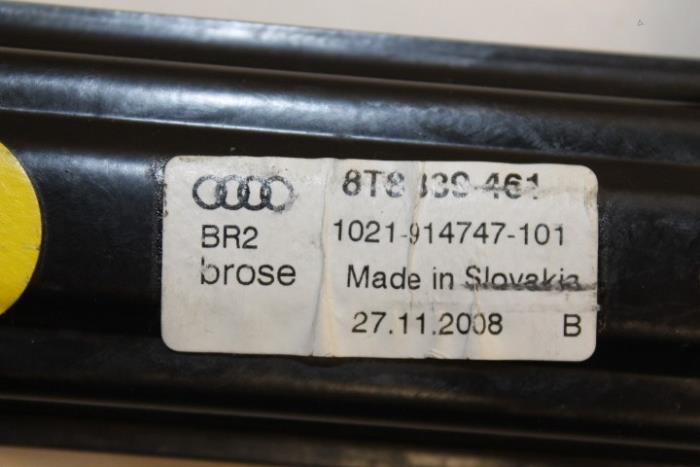 8T8 839 461
BR2 1021-914747-101
brose Made in Slovakia
27.11.2008 B